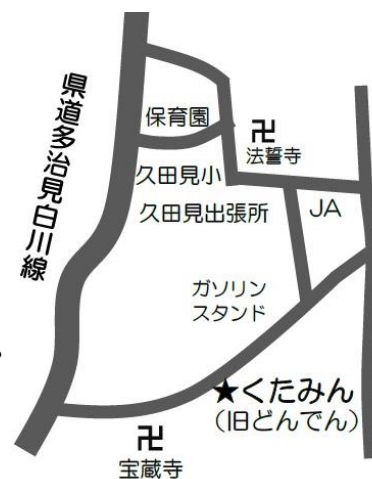 県道多治見白川線
保育園
卍
法誓寺
久田見小
久田見出張所
JA
ガソリン
スタンド
★くたみん
（旧どんでん）
卍
宝蔵寺